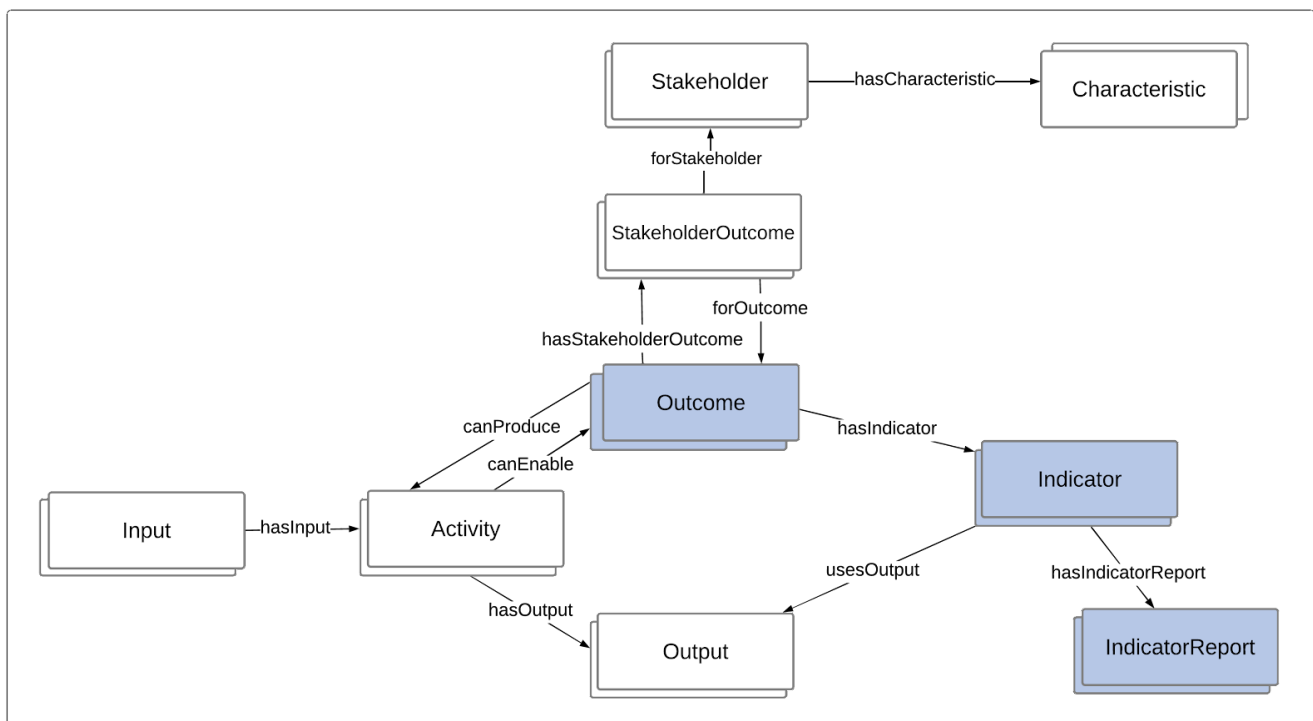 Stakeholder
hasCharacteristic
Characteristic
forStakeholder
StakeholderOutcome
forOutcome
hasStakeholderOutcome
Outcome
canProduce
hasIndicator
canEnable
Indicator
Input
hasInput
Activity
usesOutput
hasIndicatorReport
hasOutput
Output
IndicatorReport